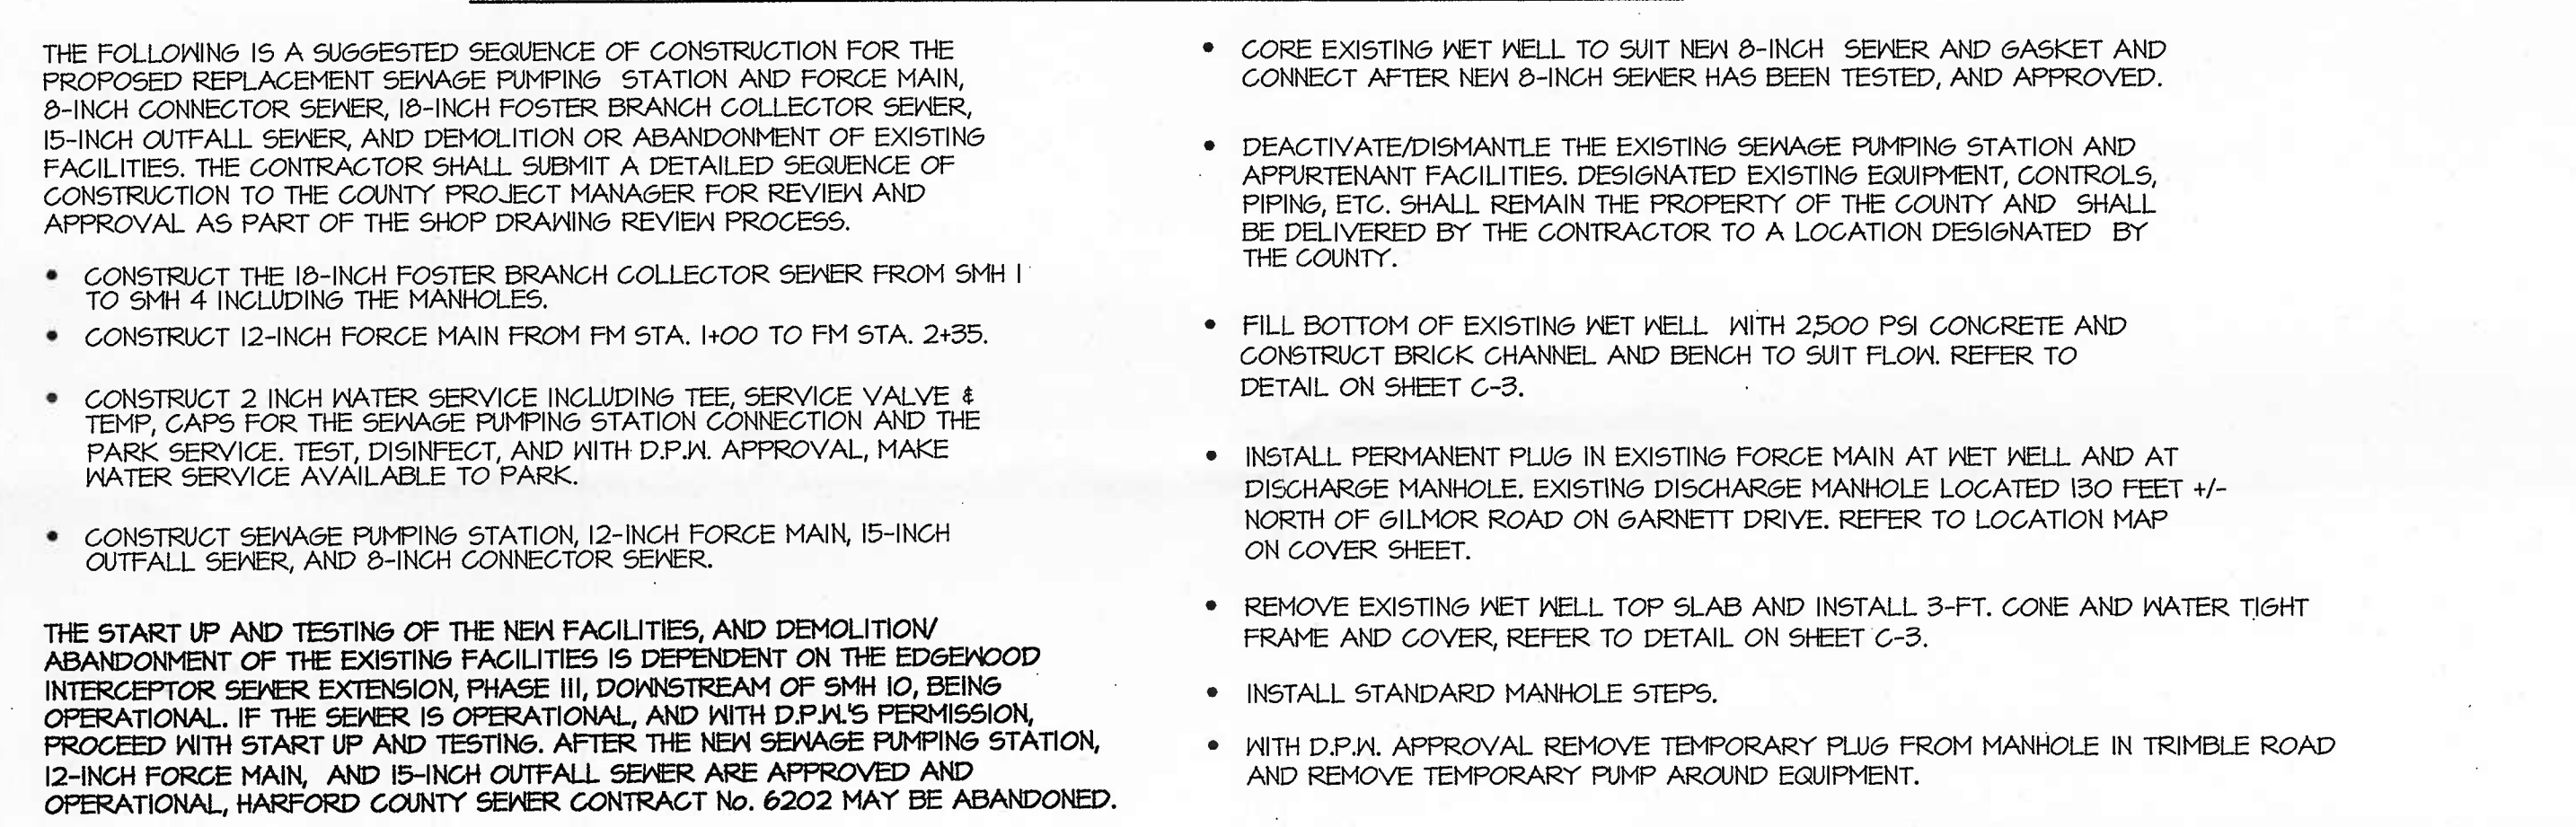 THE FOLLOWING IS A SUGGESTED SEQUENCE OF CONSTRUCTION FOR THE
PROPOSED REPLACEMENT SEWAGE PUMPING STATION AND FORCE MAIN,
8-INCH CONNECTOR SEWER, 18-INCH FOSTER BRANCH COLLECTOR SEWER,
15-INCH OUTFALL SEWER, AND DEMOLITION OR ABANDONMENT OF EXISTING
FACILITIES. THE CONTRACTOR SHALL SUBMIT A DETAILED SEQUENCE OF
CONSTRUCTION TO THE COUNTY PROJECT MANAGER FOR REVIEW AND
APPROVAL AS PART OF THE SHOP DRAWING REVIEW PROCESS.
• CONSTRUCT THE 18-INCH FOSTER BRANCH COLLECTOR SEWER FROM SMH 1
TO SMH 4 INCLUDING THE MANHOLES.
• CONSTRUCT 12-INCH FORCE MAIN FROM FM STA. 1+00 TO FM STA. 2+35.
• CONSTRUCT 2 INCH WATER SERVICE INCLUDING TEE, SERVICE VALVE &
TEMP, CAPS FOR THE SEWAGE PUMPING STATION CONNECTION AND THE
PARK SERVICE. TEST, DISINFECT, AND WITH D.P.W. APPROVAL, MAKE
WATER SERVICE AVAILABLE TO PARK.
• CONSTRUCT SEWAGE PUMPING STATION, 12-INCH FORCE MAIN, 15-INCH
OUTFALL SEWER, AND 8-INCH CONNECTOR SEWER.
THE START UP AND TESTING OF THE NEW FACILITIES, AND DEMOLITION/
ABANDONMENT OF THE EXISTING FACILITIES IS DEPENDENT ON THE EDGEWOOD
INTERCEPTOR SEWER EXTENSION, PHASE III, DOWNSTREAM OF SMH 10, BEING
OPERATIONAL. IF THE SEWER IS OPERATIONAL, AND WITH D.P.W.'S PERMISSION,
PROCEED WITH START UP AND TESTING. AFTER THE NEW SEWAGE PUMPING STATION,
12-INCH FORCE MAIN, AND 15-INCH OUTFALL SEWER ARE APPROVED AND
OPERATIONAL, HARFORD COUNTY SEWER CONTRACT No. 6202 MAY BE ABANDONED.
• CORE EXISTING WET WELL TO SUIT NEW 8-INCH SEWER AND GASKET AND
CONNECT AFTER NEW 8-INCH SEWER HAS BEEN TESTED, AND APPROVED.
• DEACTIVATE/DISMANTLE THE EXISTING SEWAGE PUMPING STATION AND
APPURTENANT FACILITIES. DESIGNATED EXISTING EQUIPMENT, CONTROLS,
PIPING, ETC. SHALL REMAIN THE PROPERTY OF THE COUNTY AND SHALL
BE DELIVERED BY THE CONTRACTOR TO A LOCATION DESIGNATED BY
THE COUNTY.
• FILL BOTTOM OF EXISTING WET WELL WITH 2,500 PSI CONCRETE AND
CONSTRUCT BRICK CHANNEL AND BENCH TO SUIT FLOW. REFER TO
DETAIL ON SHEET C-3.
• INSTALL PERMANENT PLUG IN EXISTING FORCE MAIN AT WET WELL AND AT
DISCHARGE MANHOLE. EXISTING DISCHARGE MANHOLE LOCATED 130 FEET +/-
NORTH OF GILMOR ROAD ON GARNETT DRIVE. REFER TO LOCATION MAP
ON COVER SHEET.
• REMOVE EXISTING WET WELL TOP SLAB AND INSTALL 3-FT. CONE AND WATER TIGHT
FRAME AND COVER, REFER TO DETAIL ON SHEET C-3.
• INSTALL STANDARD MANHOLE STEPS.
• WITH D.P.W. APPROVAL REMOVE TEMPORARY PLUG FROM MANHOLE IN TRIMBLE ROAD
AND REMOVE TEMPORARY PUMP AROUND EQUIPMENT.